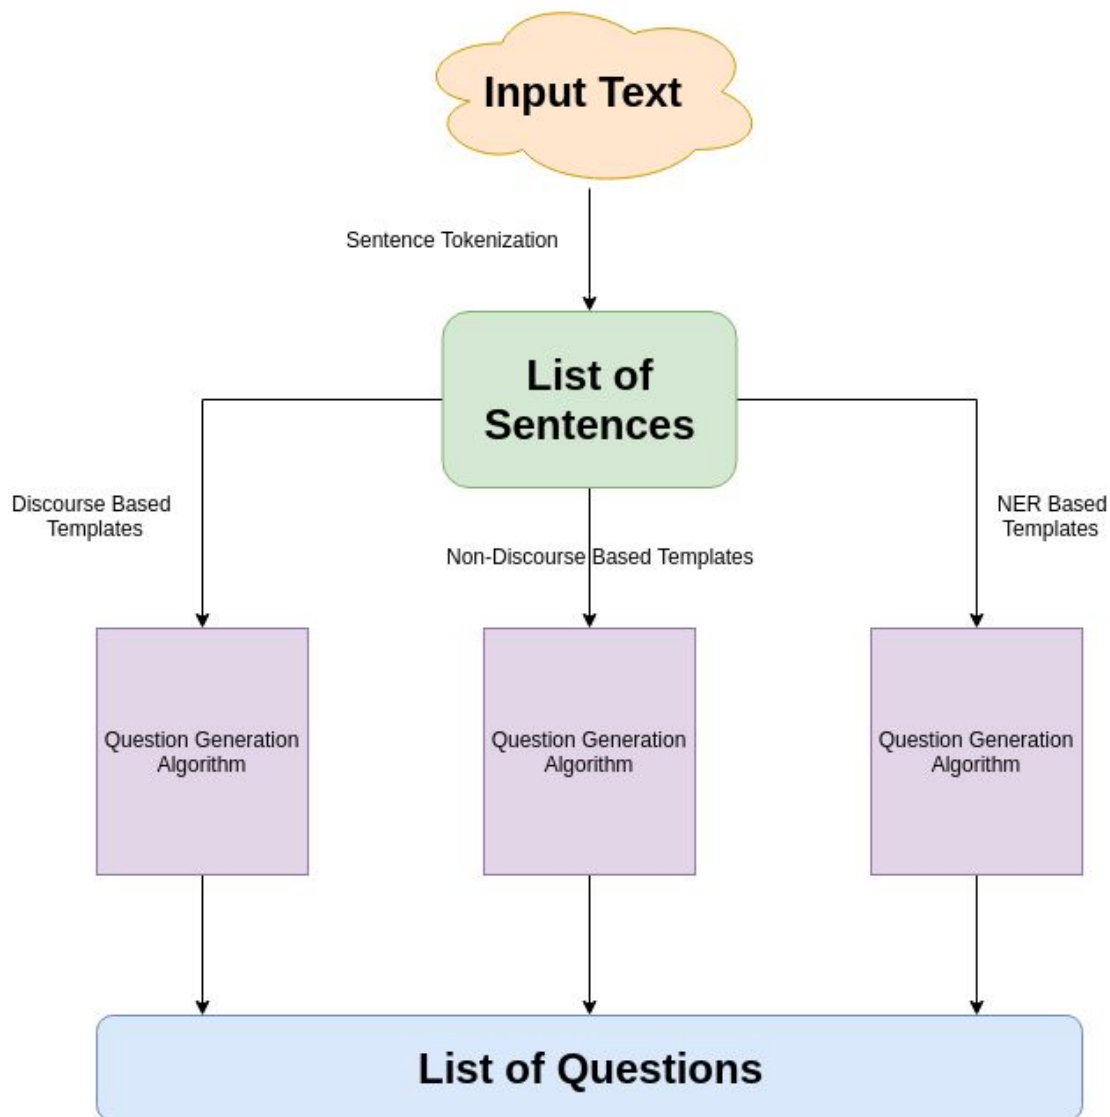 Input Text
Sentence Tokenization
List of
Sentences
Discourse Based
Templates
Non-Discourse Based Templates
NER Based
Templates
Question Generation
Algorithm
Question Generation
Algorithm
Question Generation
Algorithm
List of Questions